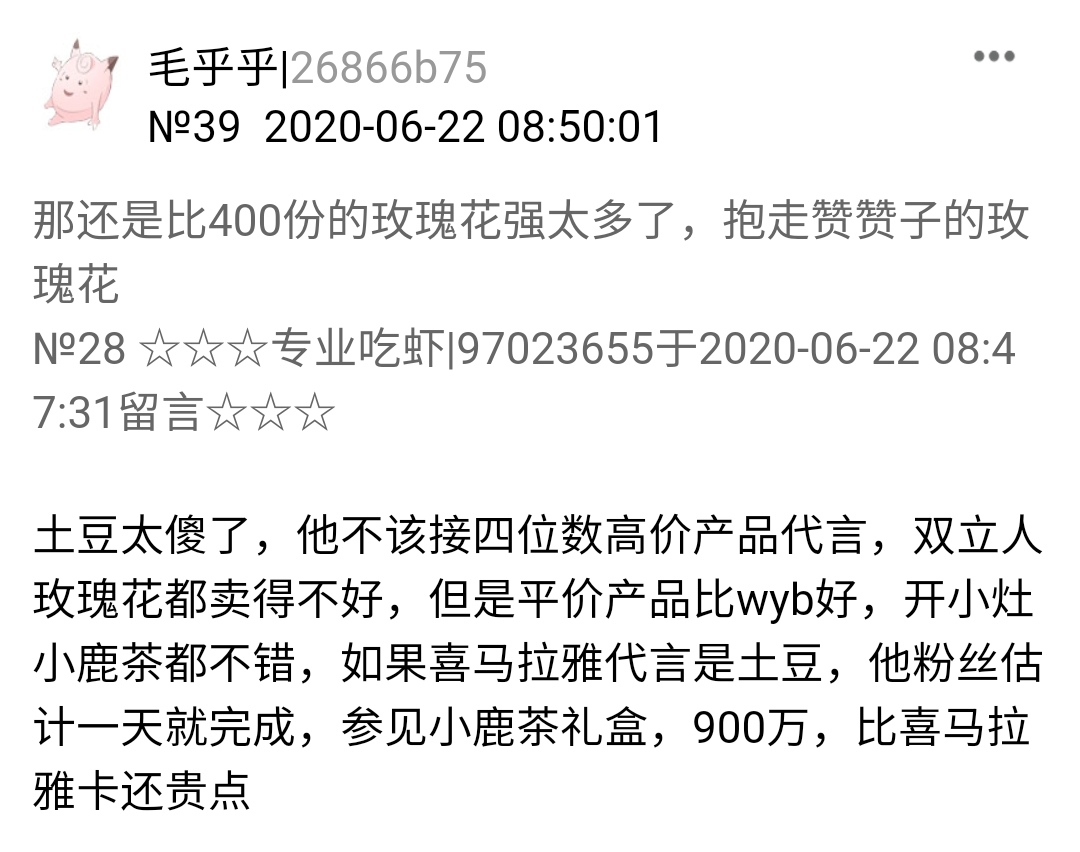 毛乎乎|26866b75
№39 2020-06-22 08:50:01
那还是比400份的玫瑰花强太多了，抱走赞赞子的玫
瑰花
№28 ☆☆☆专业吃虾|97023655于2020-06-22 08:4
7:31留言☆☆☆
土豆太傻了，他不该接四位数高价产品代言，双立人
玫瑰花都卖得不好，但是平价产品比wyb好，开小灶
小鹿茶都不错，如果喜马拉雅代言是土豆，他粉丝估
计一天就完成，参见小鹿茶礼盒，900万，比喜马拉
雅卡还贵点